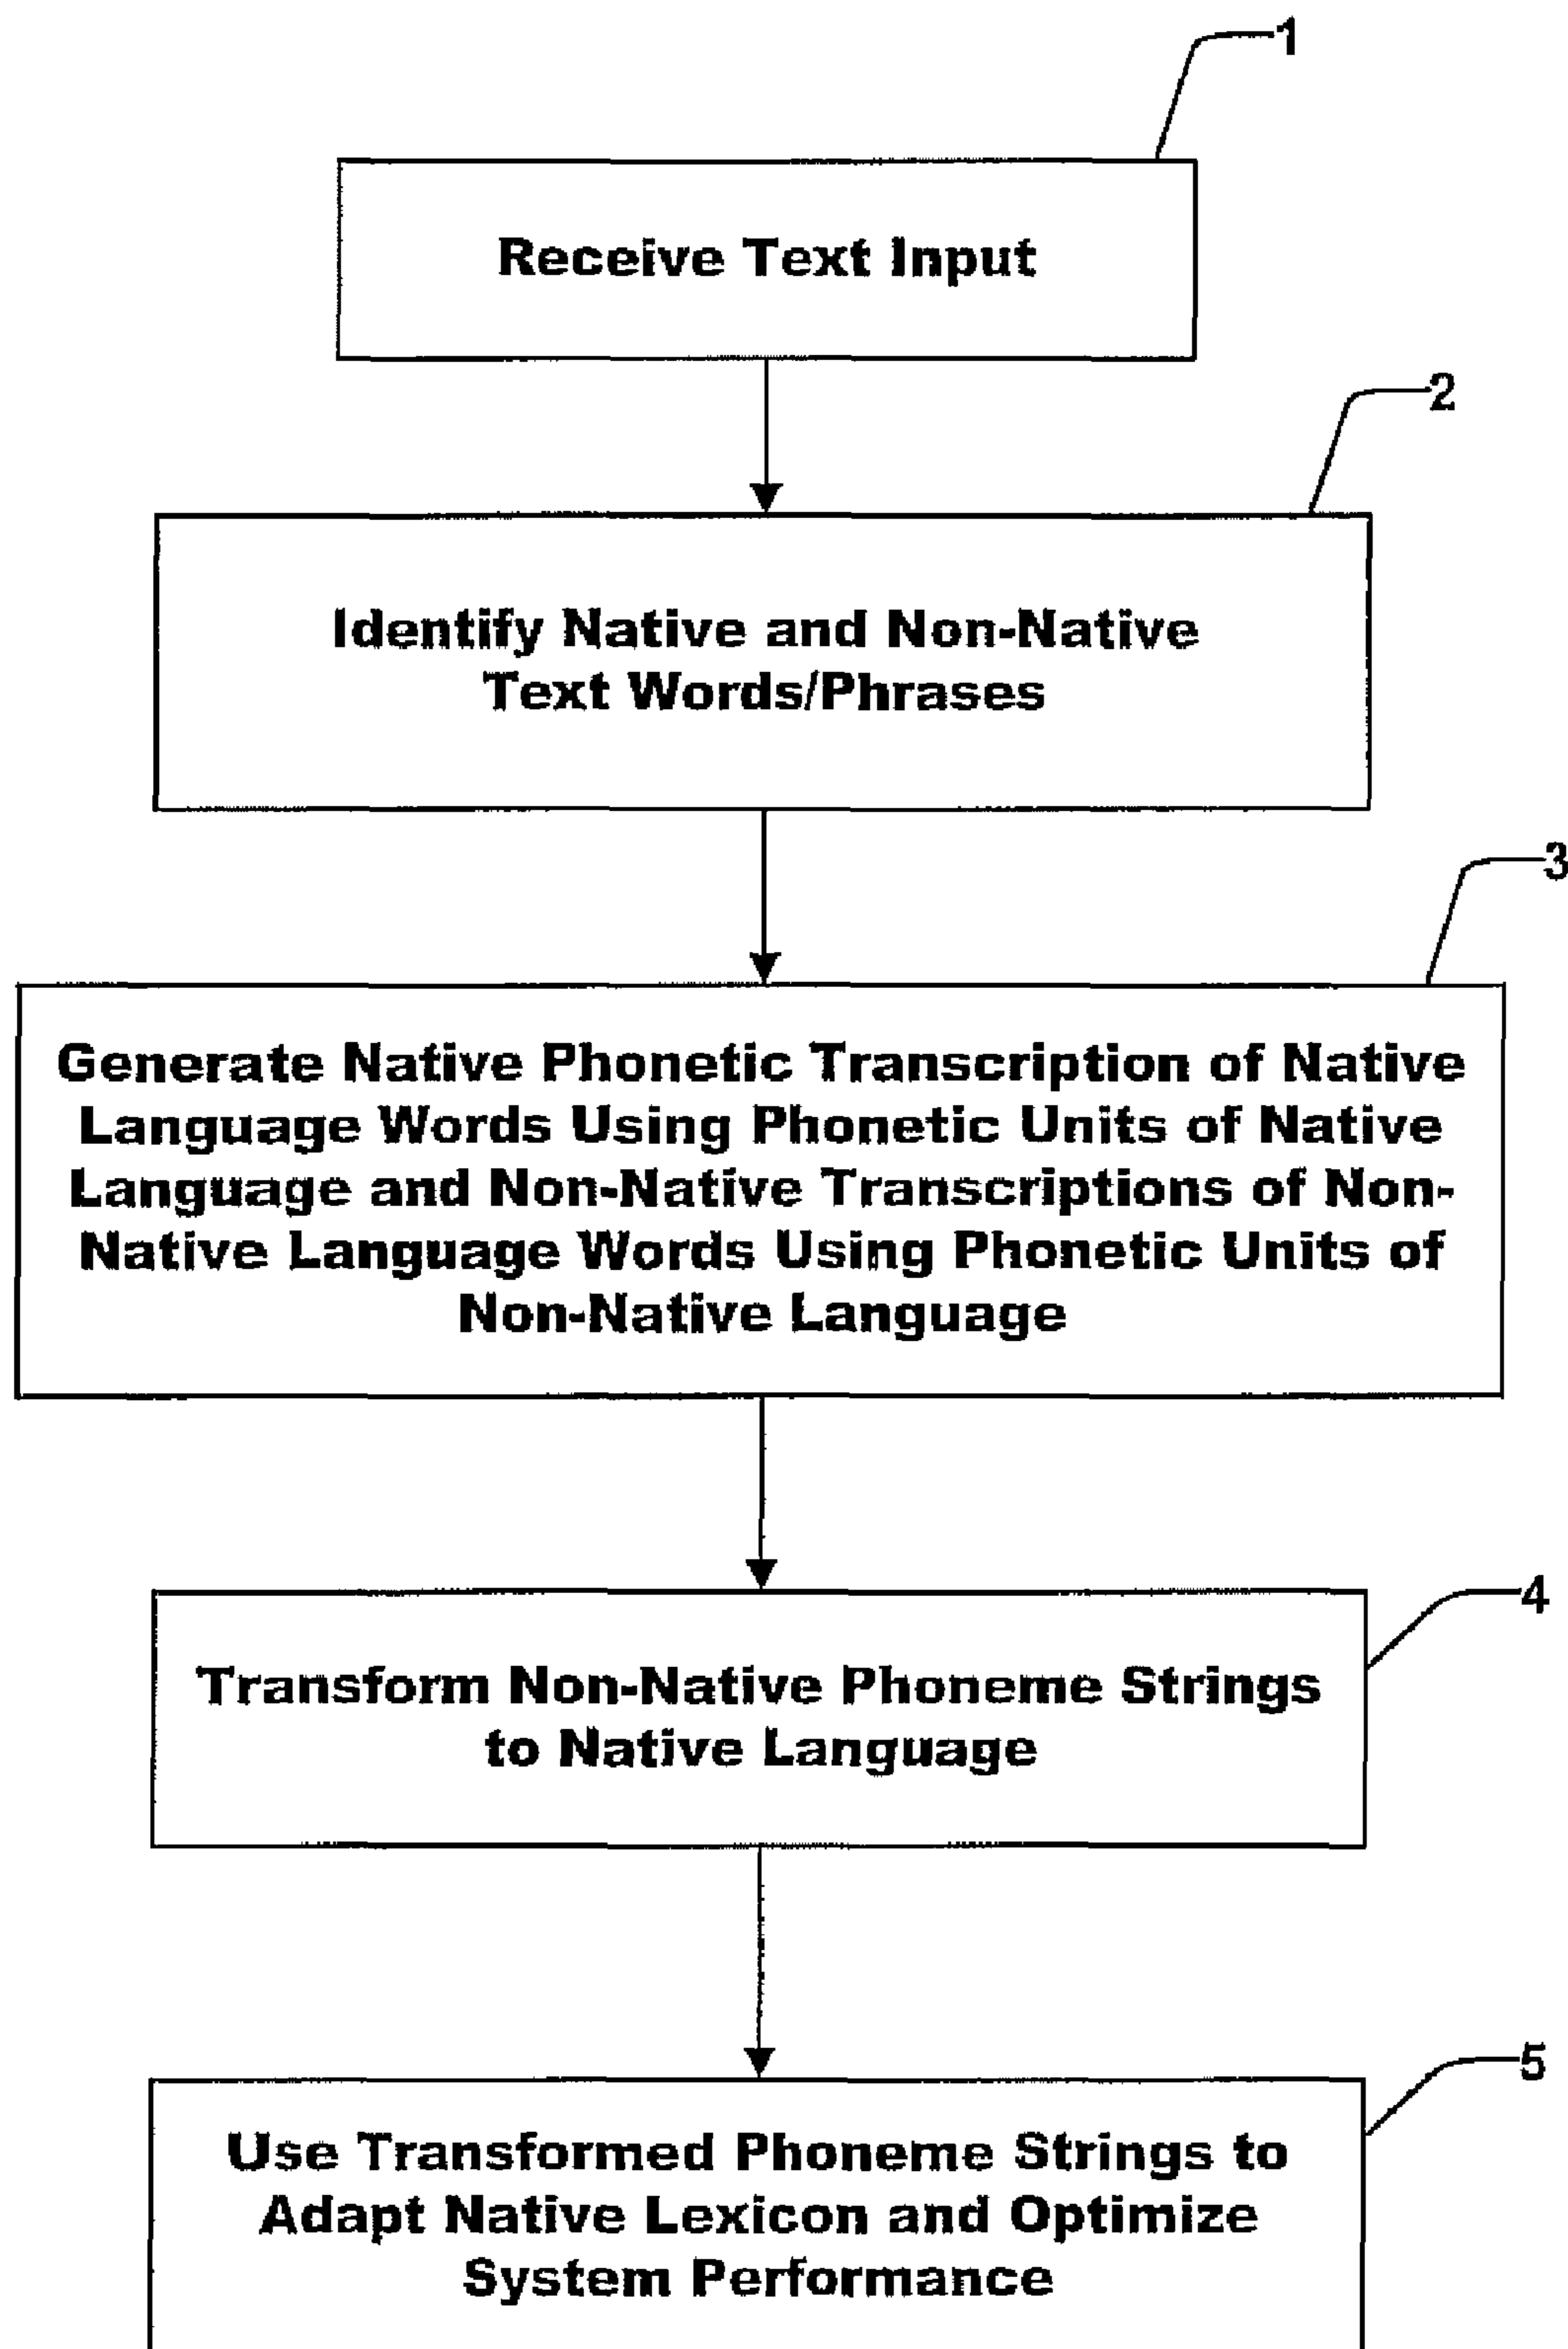 1
Receive Text Input
2
Identify Native and Non-Native
Text Words/Phrases
3
Generate Native Phonetic Transcription of Native
Language Words Using Phonetic Units of Native
Language and Non-Native Transcriptions of Non-
Native Language Words Using Phonetic Units of
Non-Native Language
4
Transform Non-Native Phoneme Strings
to Native Language
5
Use Transformed Phoneme Strings to
Adapt Native Lexicon and Optimize
System Performance